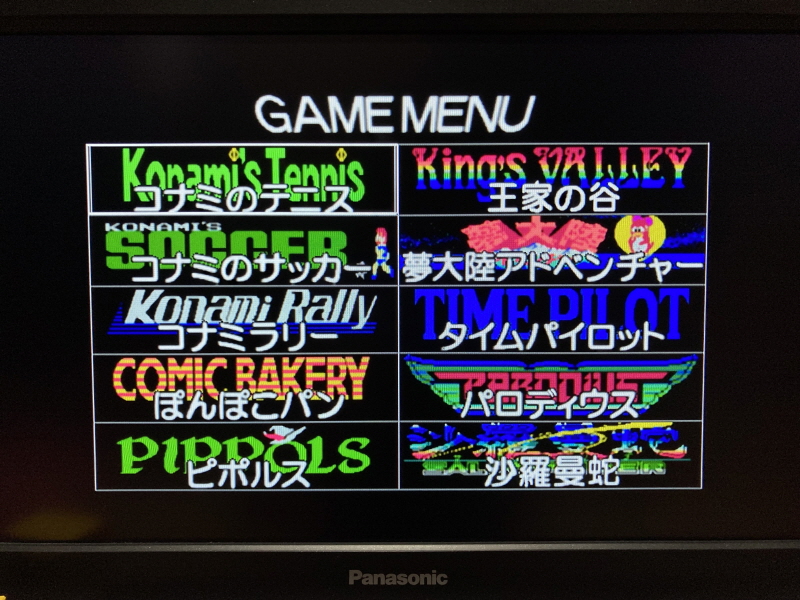 GAME MENU
Konami's Tennis
コナミのテニス
King's VALLEY
王家の谷
KONAMI'S
SOCCER
コナミのサッカー
夢大陸
夢大陸アドベンチャー
Konami Rally
コナミラリー
TIME PILOT
タイムパイロット
COMIC BAKERY
ぽんぽこパン
PARODIUS
パロディウス
PIPPOLS
ピポルス
沙羅曼蛇
Panasonic